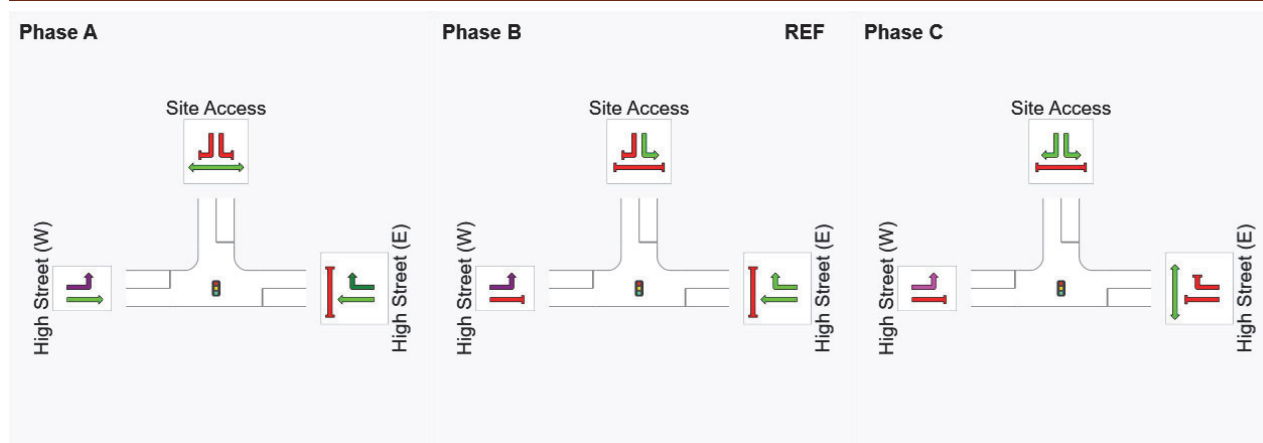 Phase A
Phase B
REF
Phase C
Site Access
Site Access
Site Access
High Street (W)
High Street (E)
High Street (W)
High Street (E)
High Street (W)
High Street (E)